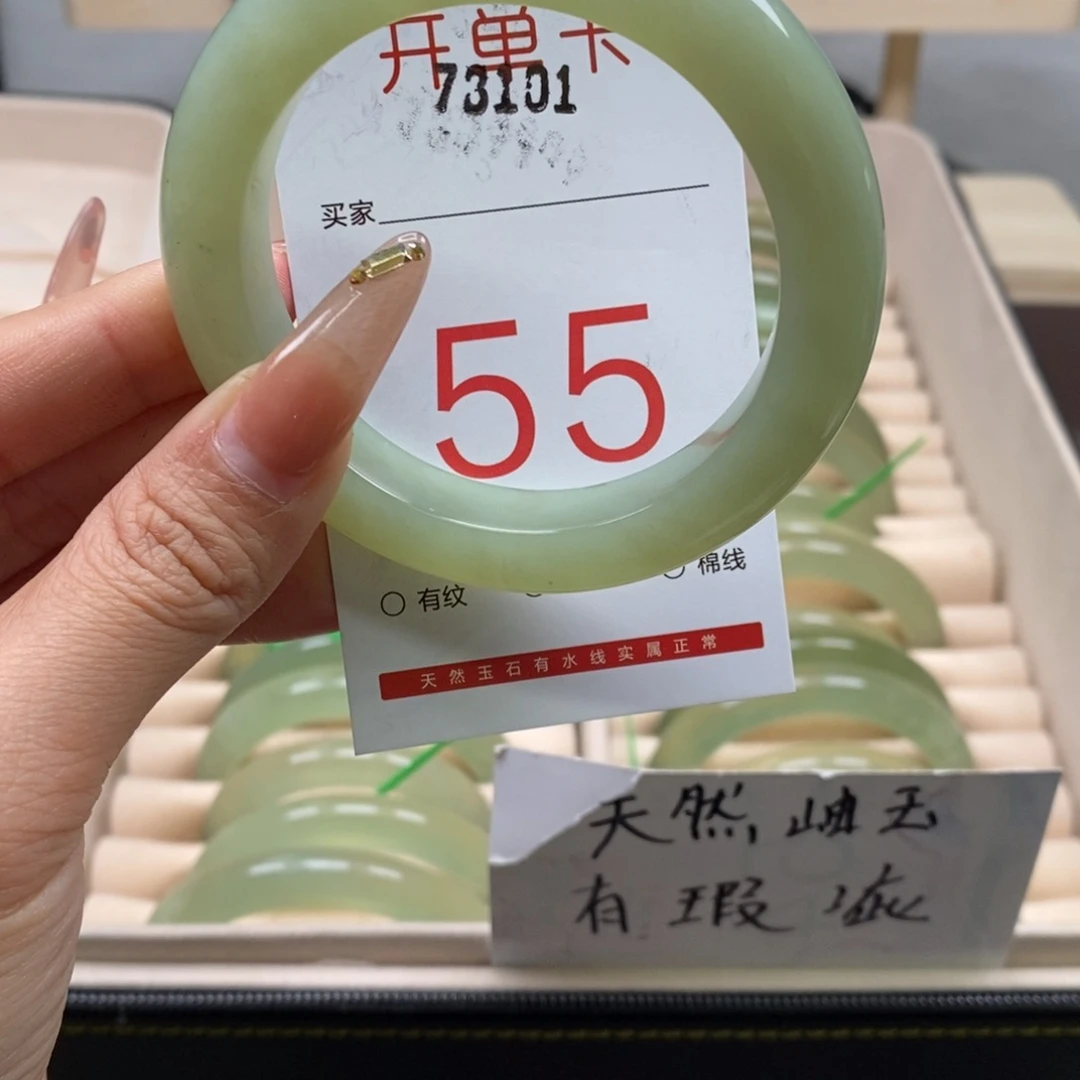 开单卡
73101
买家
55
有纹
棉线
天然玉石有水线实属正常
天然岫玉
有瑕疵